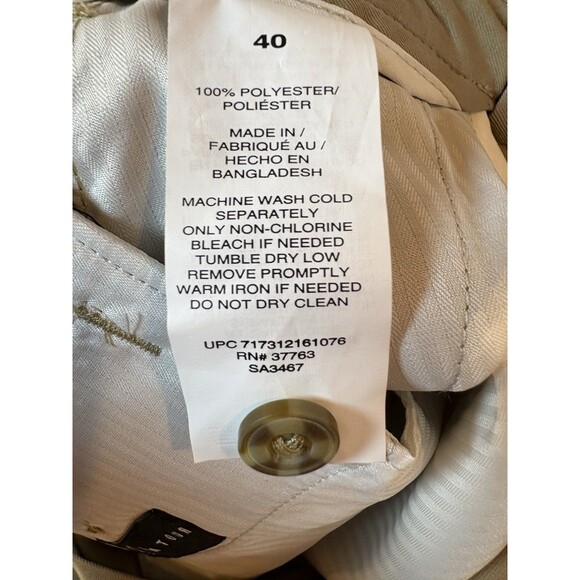 40
100% POLYESTER/
POLIÉSTER
MADE IN /
FABRIQUÉ AU /
HECHO EN
BANGLADESH
MACHINE WASH COLD
SEPARATELY
ONLY NON-CHLORINE
BLEACH IF NEEDED
TUMBLE DRY LOW
REMOVE PROMPTLY
WARM IRON IF NEEDED
DO NOT DRY CLEAN
UPC 717312161076
RN# 37763
SA3467